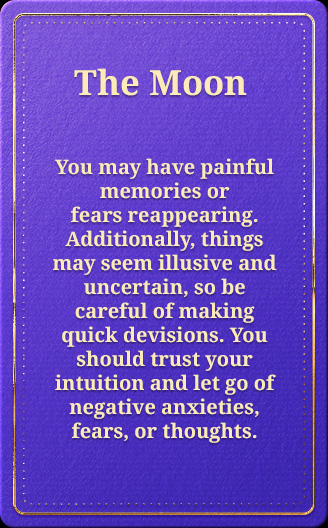 The Moon
You may have painful
memories or
fears reappearing.
Additionally, things
may seem illusive and
uncertain, so be
careful of making
quick devisions. You
should trust your
intuition and let go of
negative anxieties,
fears, or thoughts.